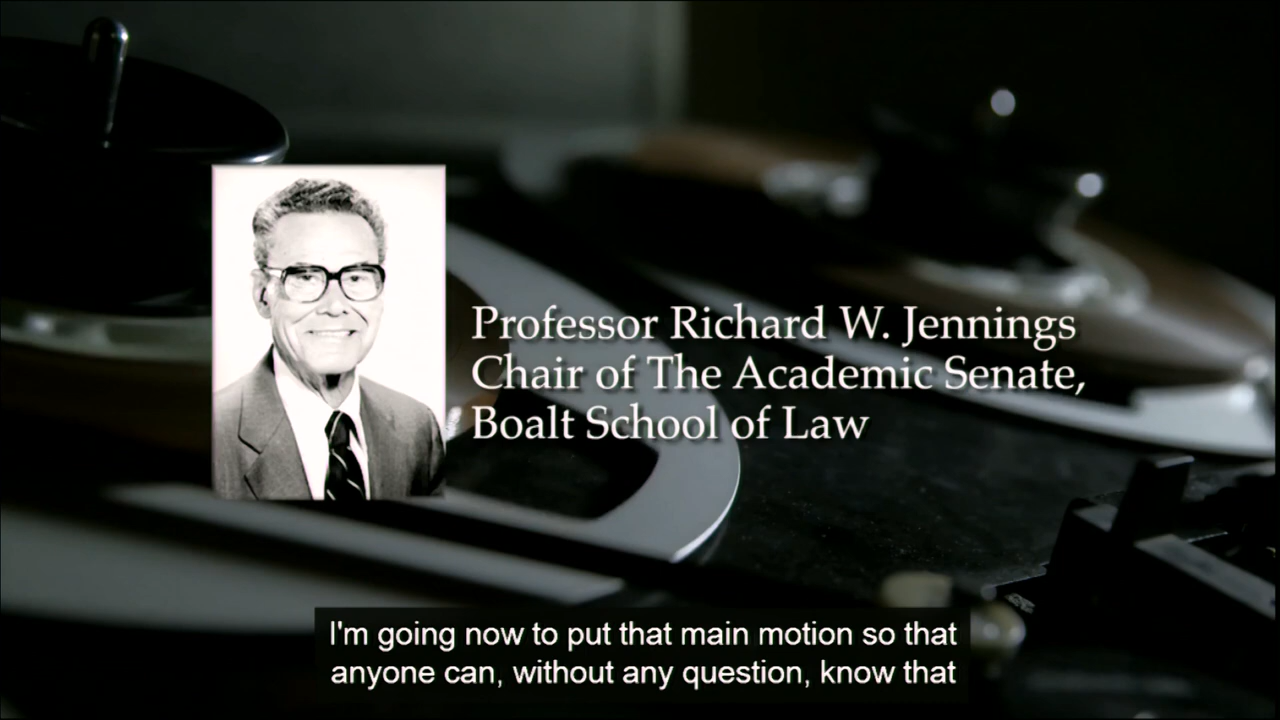 Professor Richard W. Jennings
Chair of The Academic Senate,
Boalt School of Law
I'm going now to put that main motion so that
anyone can, without any question, know that